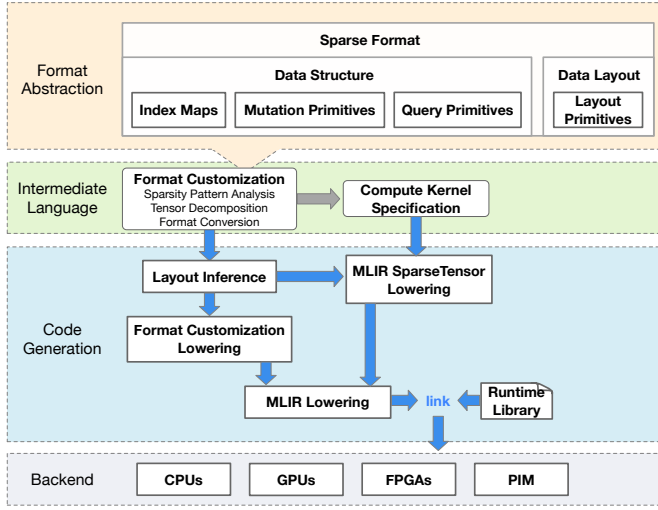 Format
Abstraction
Sparse Format
Data Structure
Data Layout
Index Maps
Mutation Primitives
Query Primitives
Layout
Primitives
Intermediate
Language
Format Customization
Sparsity Pattern Analysis
Tensor Decomposition
Format Conversion
Compute Kernel
Specification
Code
Generation
Layout Inference
MLIR SparseTensor
Lowering
Format Customization
Lowering
MLIR Lowering
link
Runtime
Library
Backend
CPUs
GPUs
FPGAs
PIM